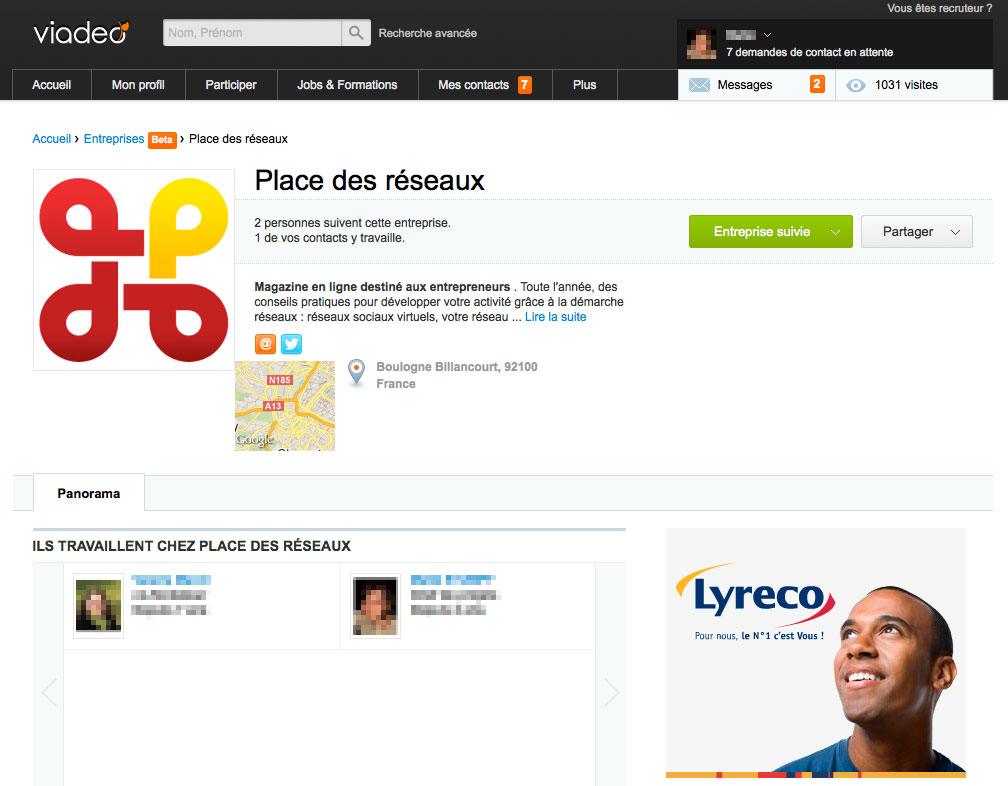 Vous êtes recruteur ?
viadeo
Nom, Prénom
Recherche avancée
7 demandes de contact en attente
Accueil
Mon profil
Participer
Jobs & Formations
Mes contacts 7
Plus
Messages 2
1031 visites
Accueil › Entreprises Beta › Place des réseaux
Place des réseaux
2 personnes suivent cette entreprise.
1 de vos contacts y travaille.
Entreprise suivie
Partager
Magazine en ligne destiné aux entrepreneurs . Toute l'année, des
conseils pratiques pour développer votre activité grâce à la démarche
réseaux : réseaux sociaux virtuels, votre réseau ... Lire la suite
@
N185
A13
Google
Boulogne Billancourt, 92100
France
Panorama
ILS TRAVAILLENT CHEZ PLACE DES RÉSEAUX
Lyreco
Pour nous, le N°1 c'est Vous !